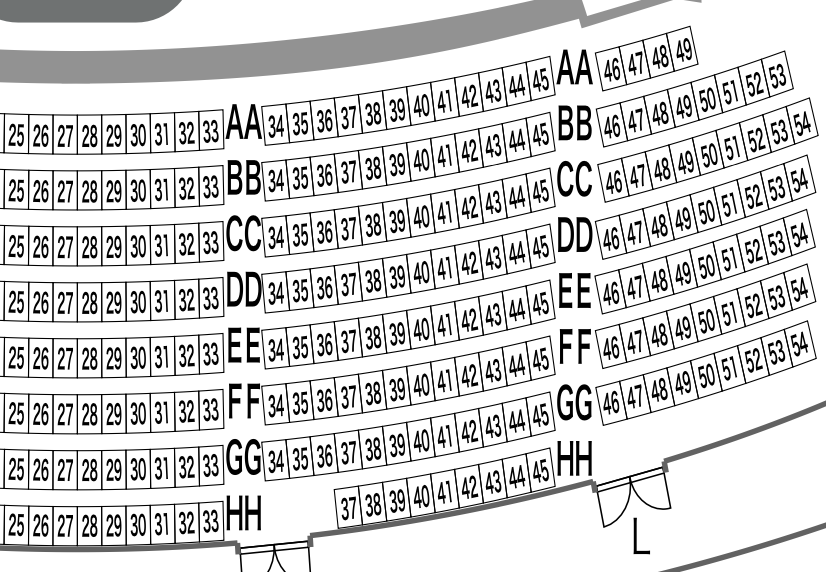 25 26 27 28 29 30 31 32 33 AA 34 35 36 37 38 39 40 41 42 43 44 45 AA 46 47 48 49
25 26 27 28 29 30 31 32 33 BB 34 35 36 37 38 39 40 41 42 43 44 45 BB 46 47 48 49 50 51 52 53
25 26 27 28 29 30 31 32 33 CC 34 35 36 37 38 39 40 41 42 43 44 45 CC 46 47 48 49 50 51 52 53 54
25 26 27 28 29 30 31 32 33 DD 34 35 36 37 38 39 40 41 42 43 44 45 DD 46 47 48 49 50 51 52 53 54
25 26 27 28 29 30 31 32 33 EE 34 35 36 37 38 39 40 41 42 43 44 45 EE 46 47 48 49 50 51 52 53 54
25 26 27 28 29 30 31 32 33 FF 34 35 36 37 38 39 40 41 42 43 44 45 FF 46 47 48 49 50 51 52 53 54
25 26 27 28 29 30 31 32 33 GG 34 35 36 37 38 39 40 41 42 43 44 45 GG 46 47 48 49 50 51 52 53 54
25 26 27 28 29 30 31 32 33 HH 37 38 39 40 41 42 43 44 45 HH
L